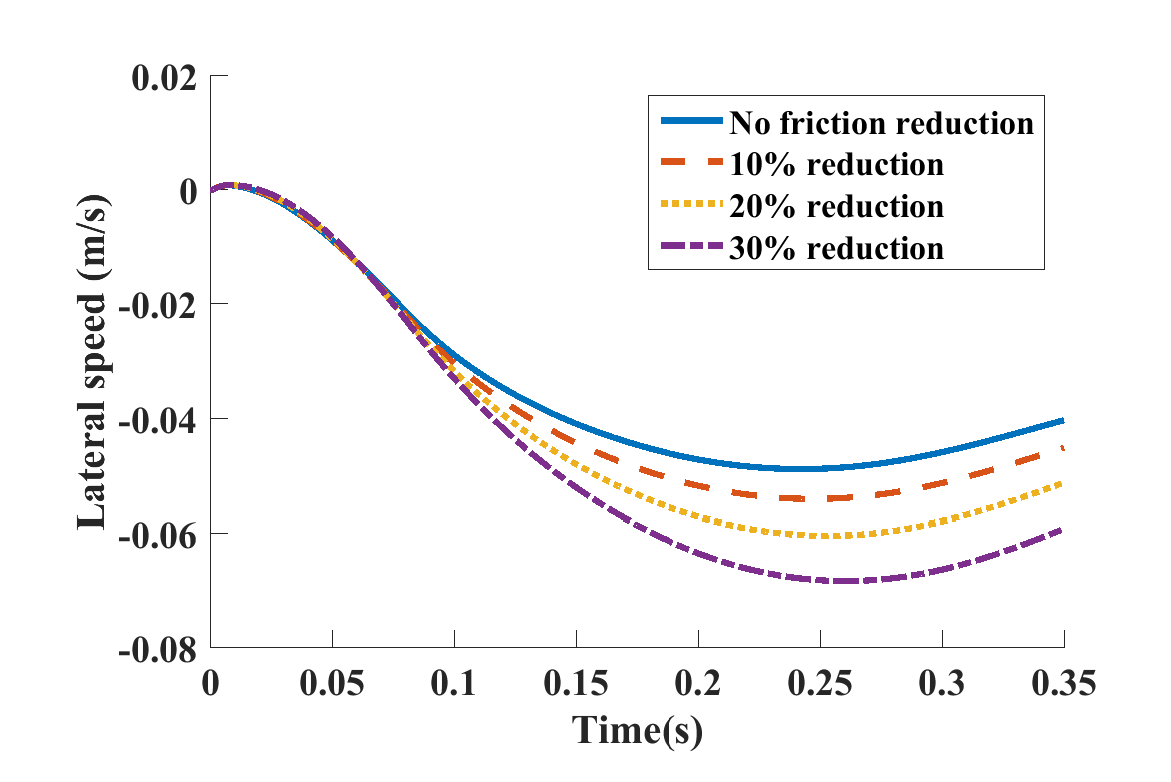 0.02
0
-0.02
-0.04
-0.06
-0.08
Lateral speed (m/s)
No friction reduction
10% reduction
20% reduction
30% reduction
0 0.05 0.1 0.15 0.2 0.25 0.3 0.35
Time(s)